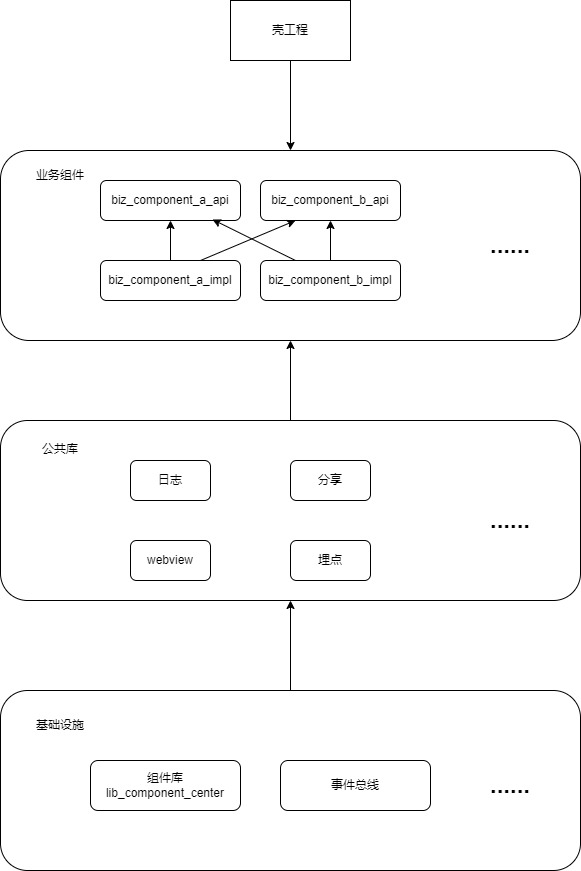 壳工程
业务组件
biz_component_a_api
biz_component_b_api
biz_component_a_impl
biz_component_b_impl
......
公共库
日志
分享
......
webview
埋点
基础设施
组件库
lib_component_center
事件总线
......